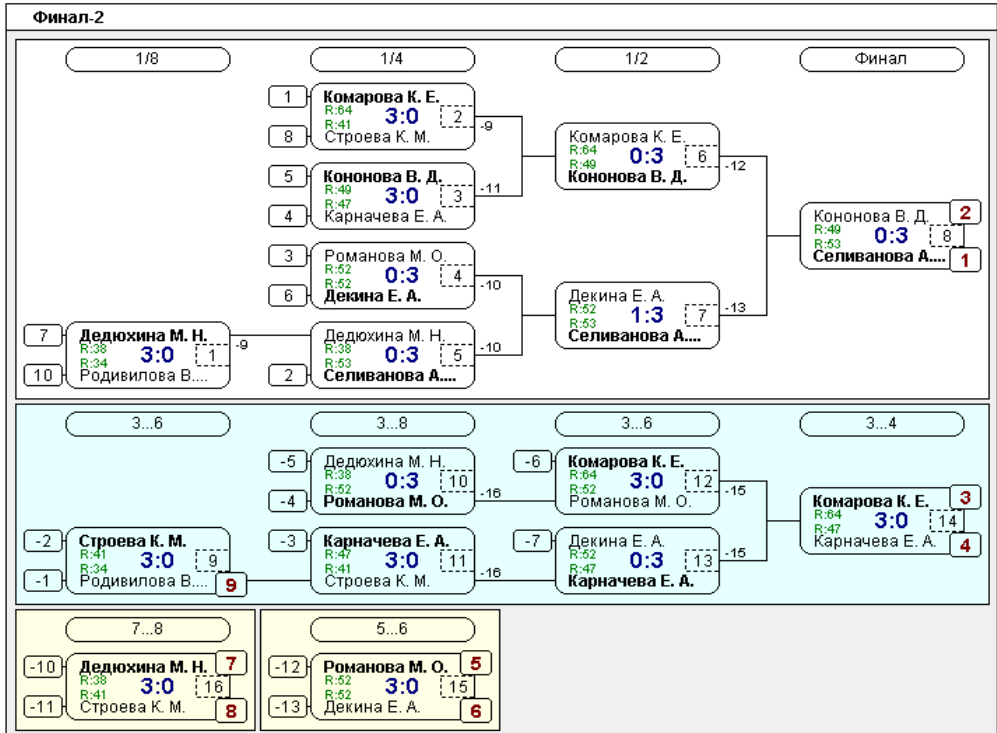 Финал-2
1/8
1/4
1/2
Финал
1
Комарова К. Е.
R:64
R:41
3:0
2
-9
8
Строева К. М.
5
Кононова В. Д.
R:49
R:47
3:0
3
-11
4
Карначева Е. А.
3
Романова М. О.
R:52
R:52
0:3
4
-10
6
Декина Е. А.
7
Дедюхина М. Н.
R:38
R:34
3:0
1
-9
10
Родивилова В....
Дедюхина М. Н.
R:38
R:53
0:3
5
-10
2
Селиванова А....
Комарова К. Е.
R:64
R:49
0:3
6
-12
Кононова В. Д.
Декина Е. А.
R:52
R:53
1:3
7
-13
Селиванова А....
Кононова В. Д.
2
R:49
R:53
0:3
8
Селиванова А....
1
3...6
3...8
3...6
3...4
-5
Дедюхина М. Н.
R:38
R:52
0:3
10
-16
-4
Романова М. О.
-6
Комарова К. Е.
R:64
R:52
3:0
12
-15
Романова М. О.
-2
Строева К. М.
R:41
R:34
3:0
9
-1
Родивилова В....
9
-3
Карначева Е. А.
R:47
R:41
3:0
11
-16
Строева К. М.
-7
Декина Е. А.
R:52
R:47
0:3
13
-15
Карначева Е. А.
Комарова К. Е.
3
R:64
R:47
3:0
14
Карначева Е. А.
4
7...8
5...6
-10
Дедюхина М. Н.
7
R:38
R:41
3:0
16
-11
Строева К. М.
8
-12
Романова М. О.
5
R:52
R:52
3:0
15
-13
Декина Е. А.
6